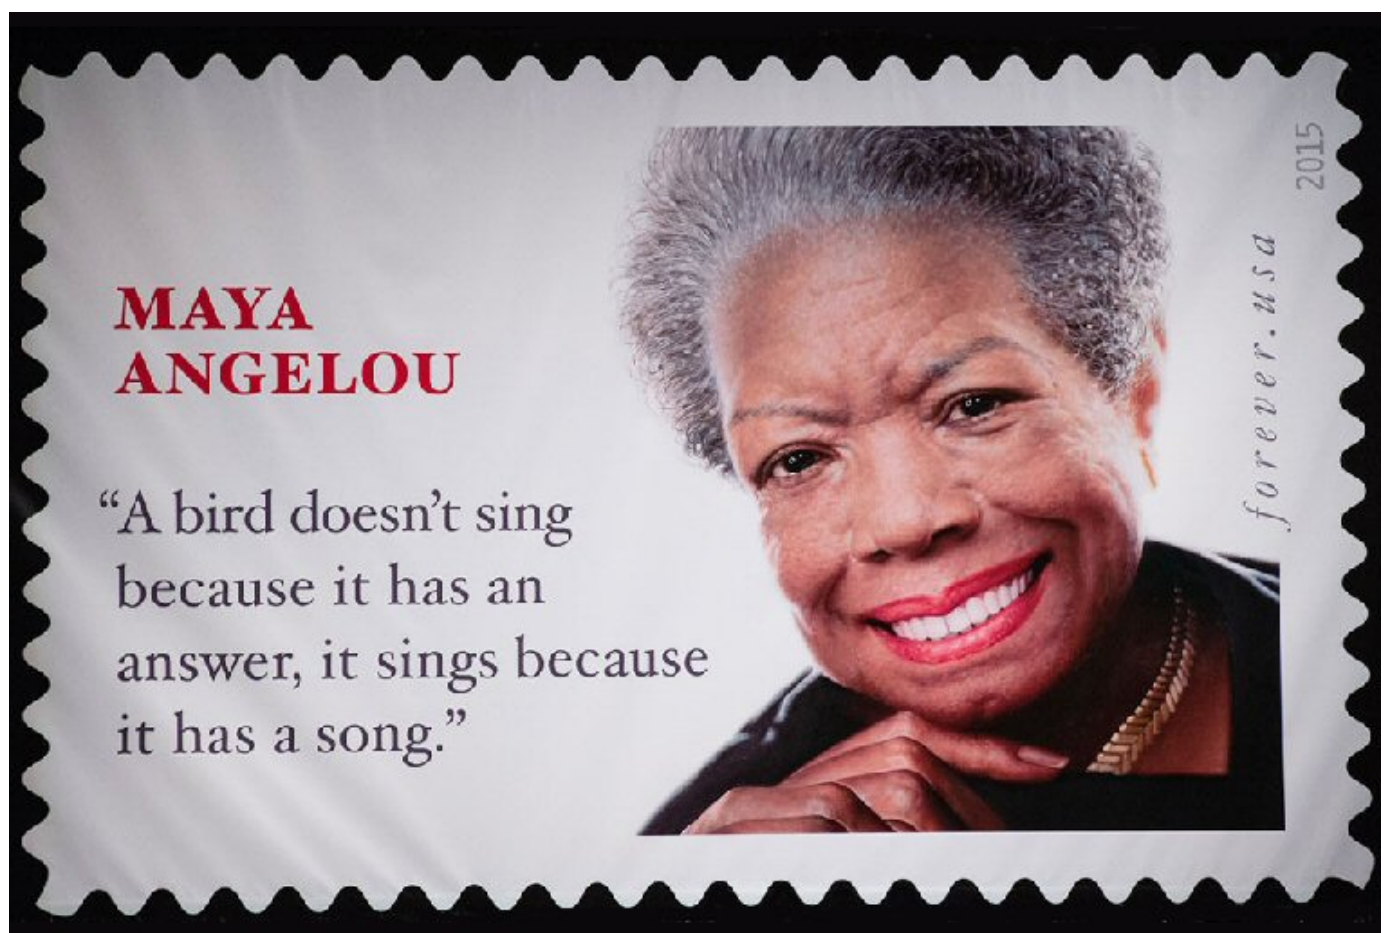 MAYA
ANGELOU
“A bird doesn’t sing
because it has an
answer, it sings because
it has a song.”
forever.usa
2015